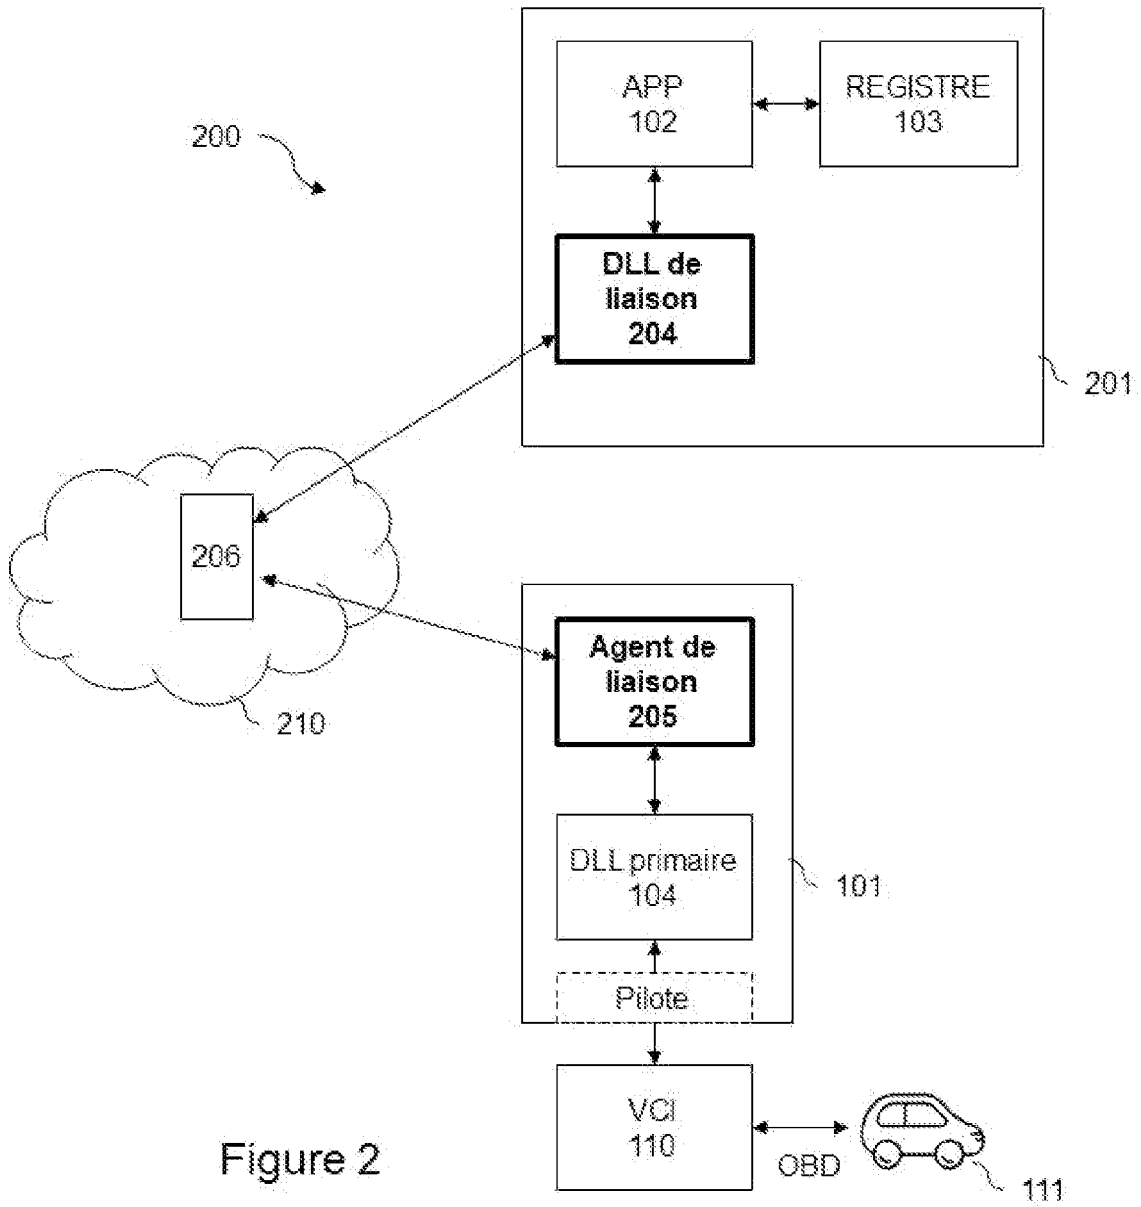 APP
102
REGISTRE
103
200
DLL de
liaison
204
201
206
Agent de
liaison
205
210
DLL primaire
104
101
Pilote
VCI
110
OBD
111
Figure 2